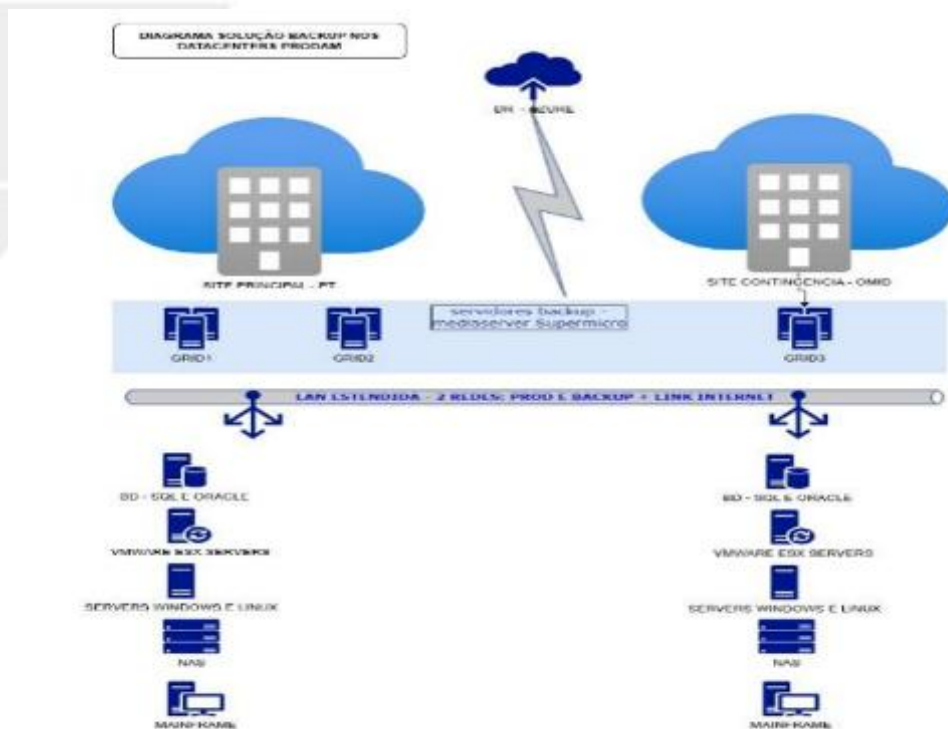 DIAGRAMA SOLUÇÃO BACKUP NOS
DATACENTERS PRODAM
DR - AZURE
SITE PRINCIPAL - PT
SITE CONTINGENCIA - OMID
servidores backup -
mediaserver Supermicro
GRID1
GRID2
GRID3
LAN ESTENDIDA - 2 REDES: PROD E BACKUP + LINK INTERNET
BD - SQL E ORACLE
BD - SQL E ORACLE
VMWARE ESX SERVERS
VMWARE ESX SERVERS
SERVERS WINDOWS E LINUX
SERVERS WINDOWS E LINUX
NAS
NAS
MAINFRAME
MAINFRAME